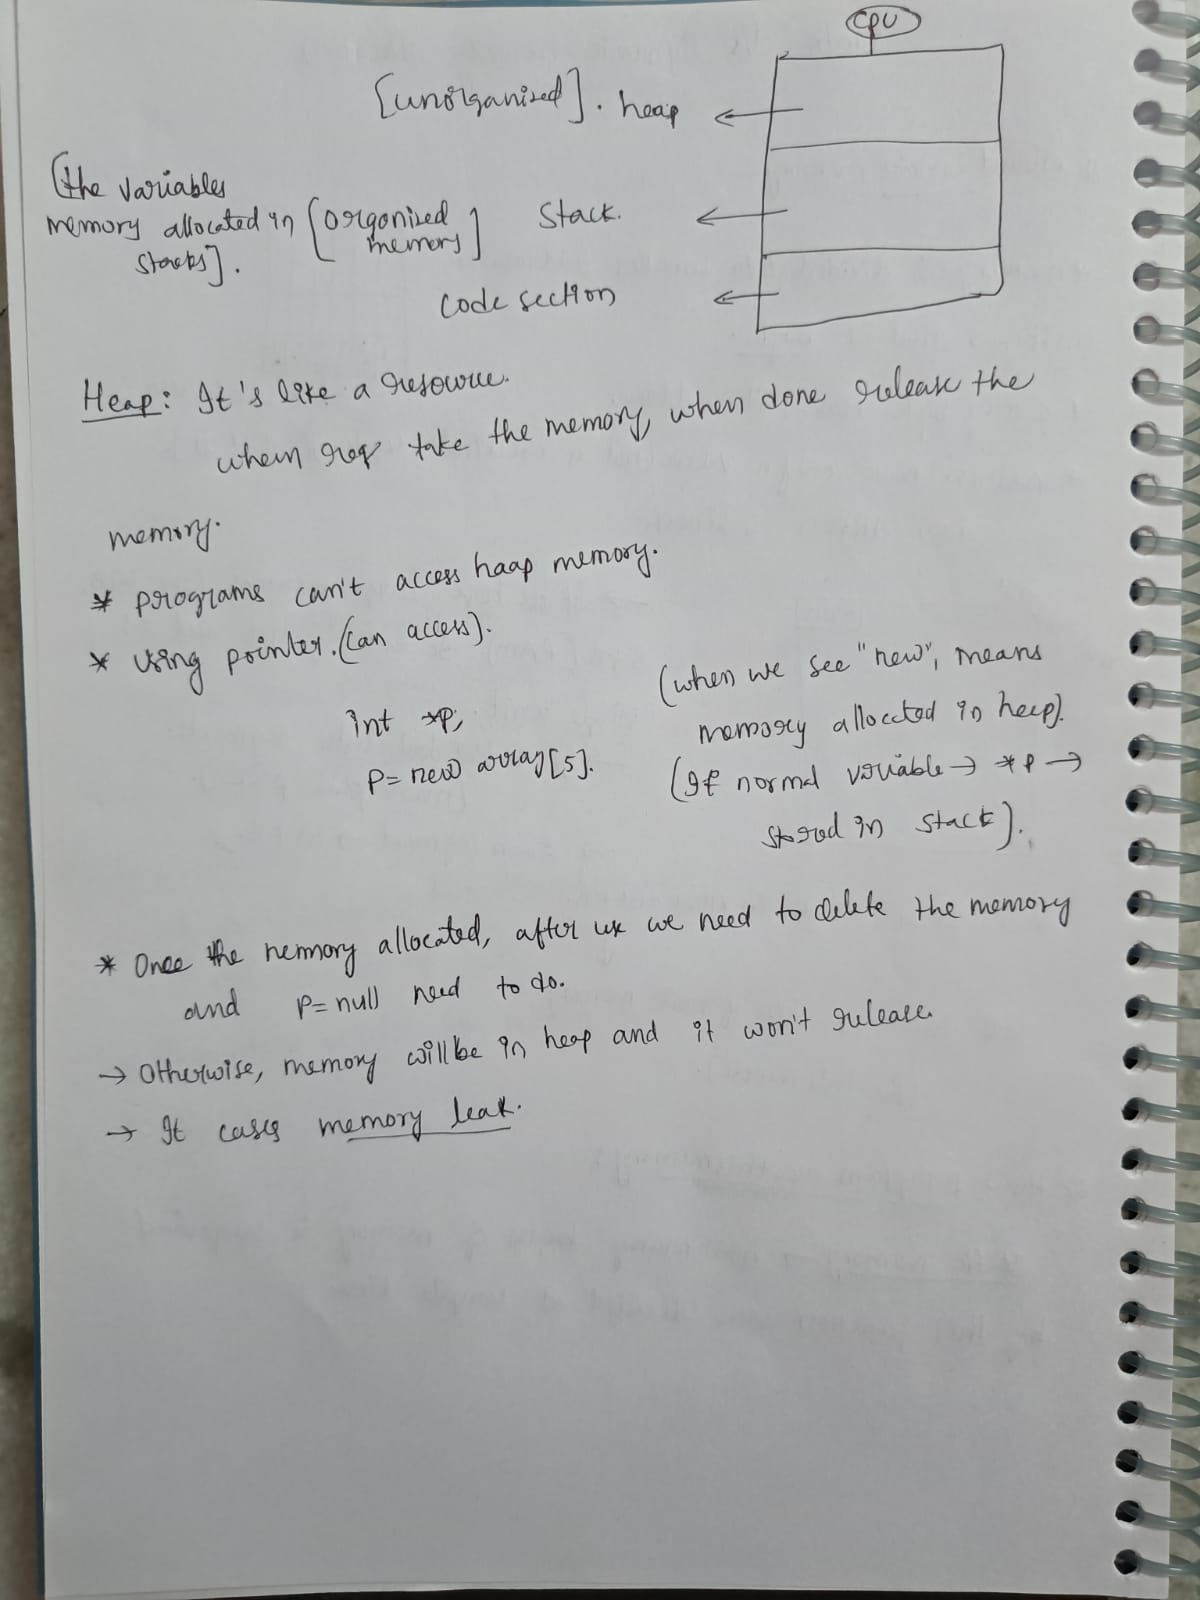 CPU
[unorganized]. heap
[the variables
memory allocated in [organized
memory] Stack.
stacks].
code section
Heap: It's like a resource.
when req take the memory, when done release the
memory.
* programs can't access haap memory.
* Using pointer. (can access).
(when we see "new", means
int *p;
memory allocated in heep).
p= new array[5].
(If normal variable → *p →
stored in stack).
* Once the memory allocated, after use we need to delete the memory
and p=null need to do.
→ Otherwise, memory will be in heap and it won't release.
→ It cases memory leak.